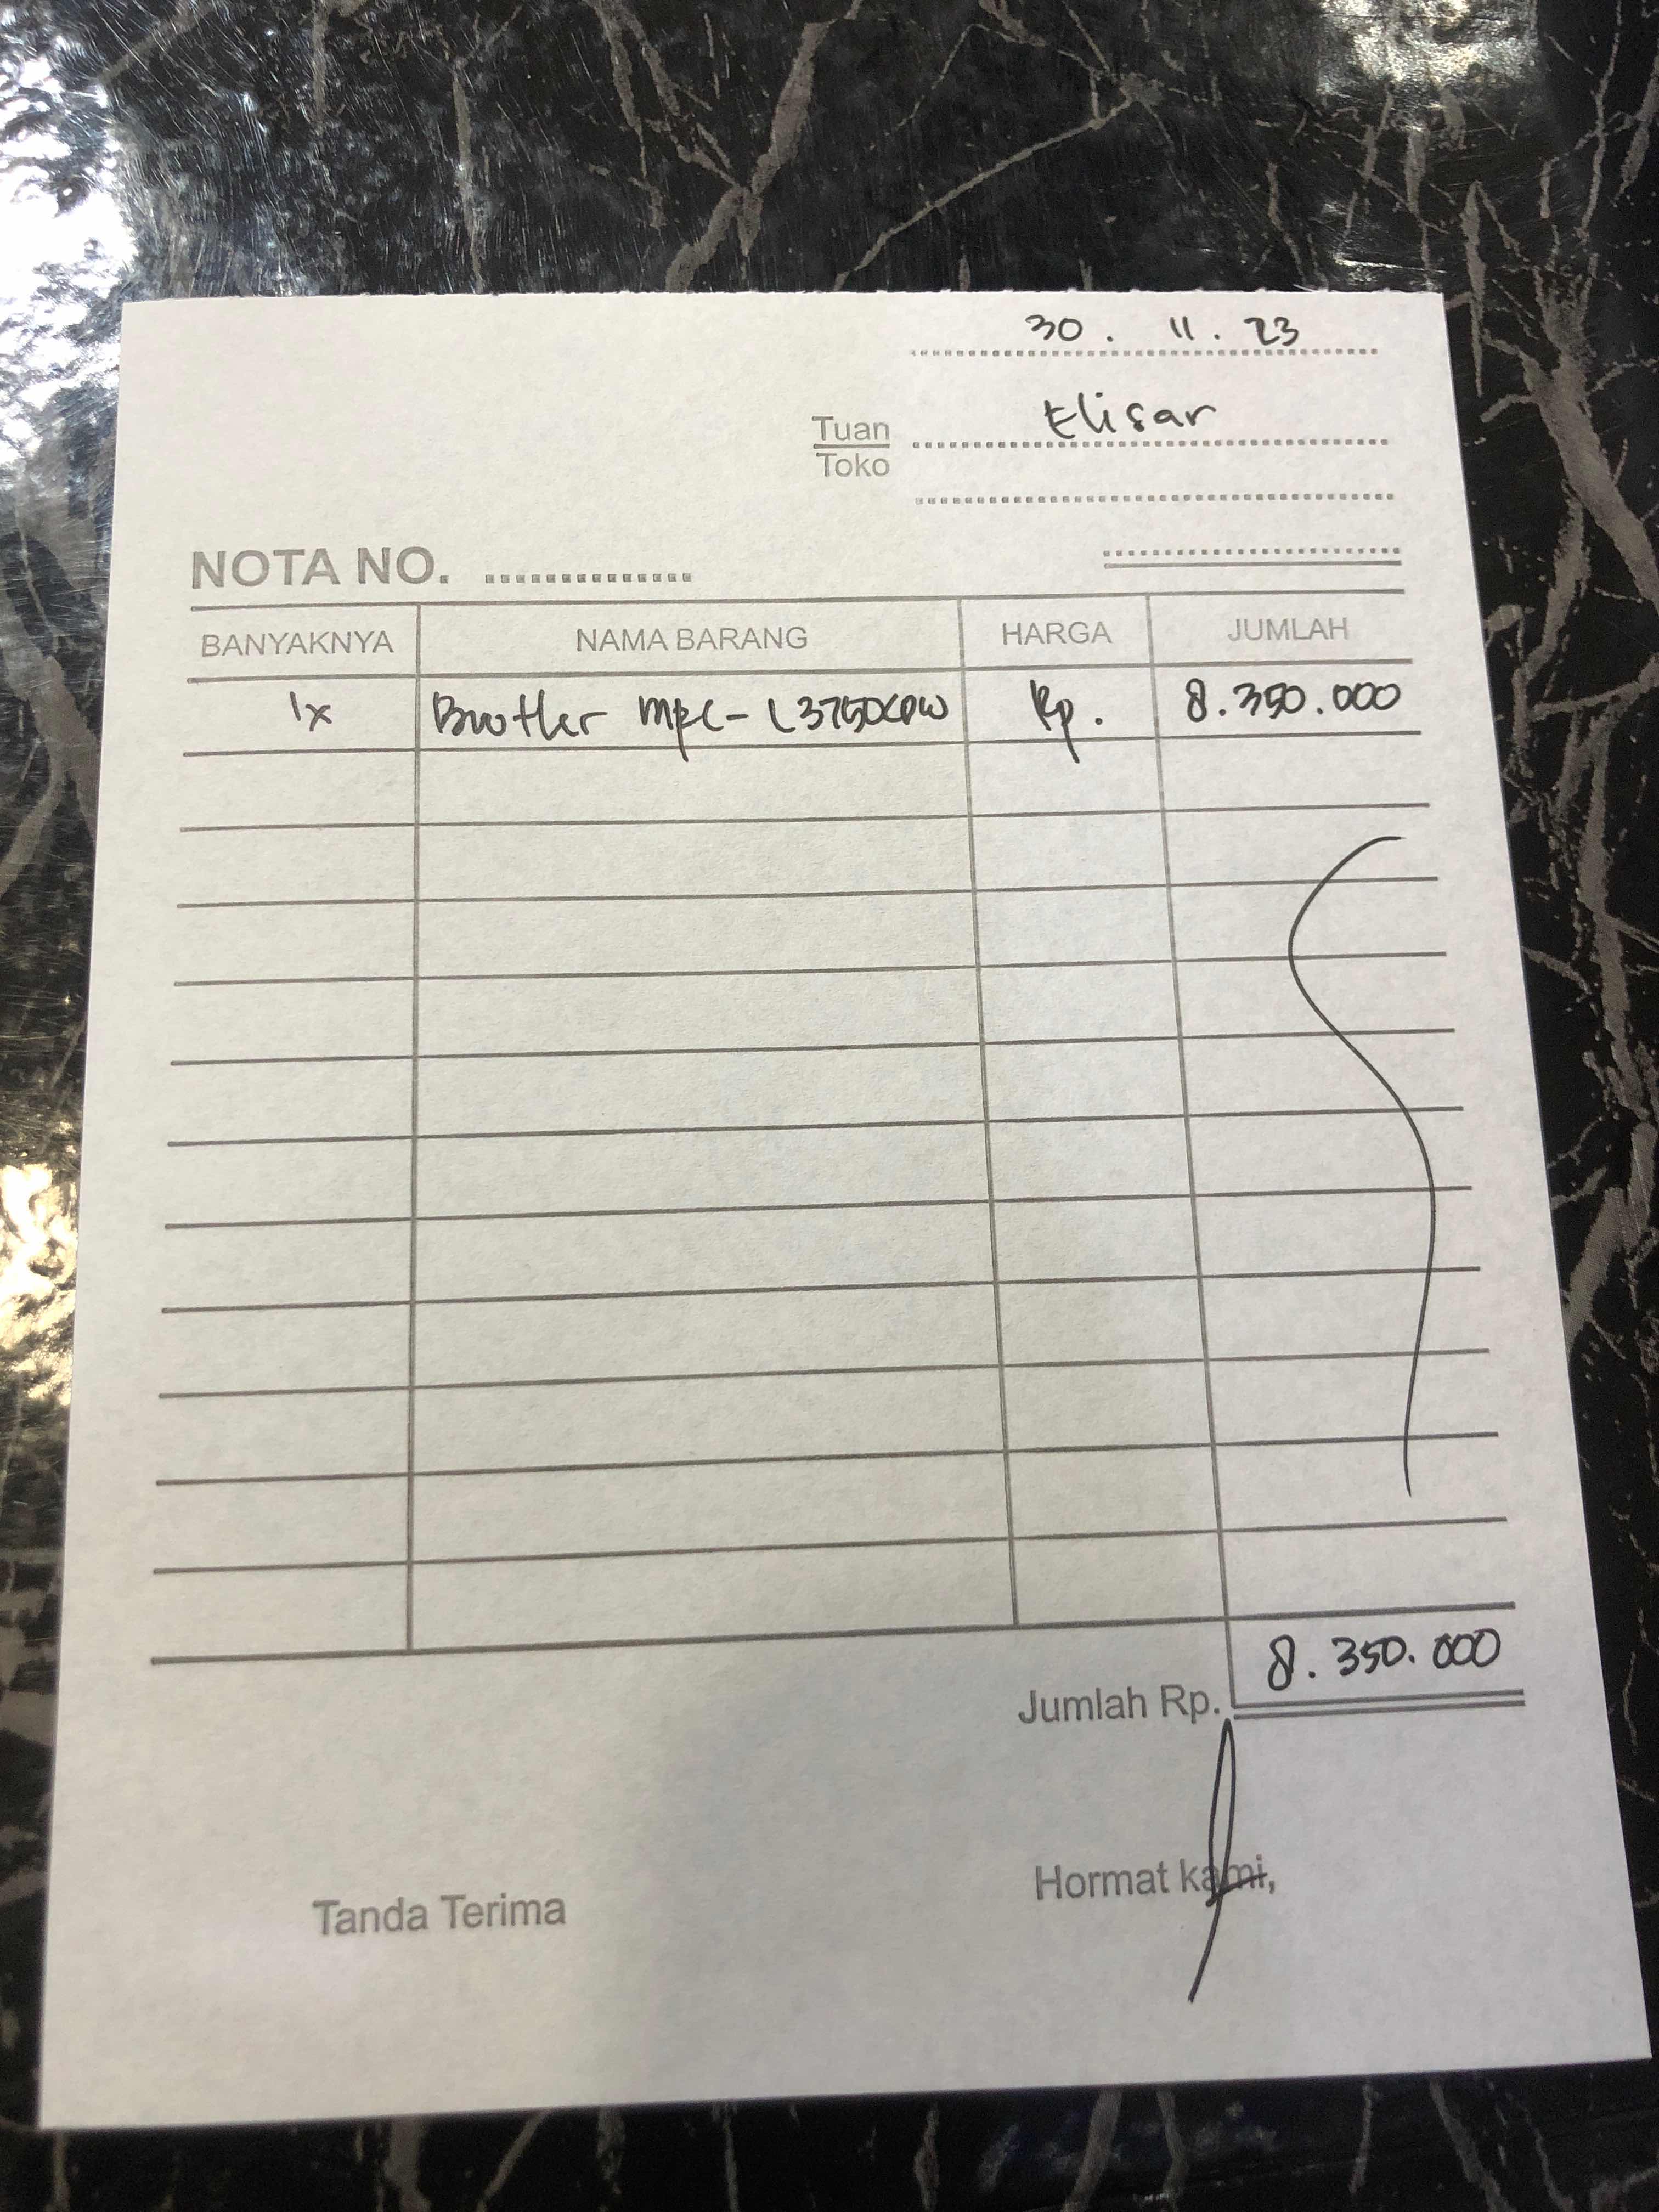 30 . 11 . 23
Tuan Elisar
Toko
NOTA NO. ..............
BANYAKNYA NAMA BARANG HARGA JUMLAH
1x Brother MFC-L3750CDW Rp. 8.350.000
Jumlah Rp. 8.350.000
Tanda Terima Hormat kami,